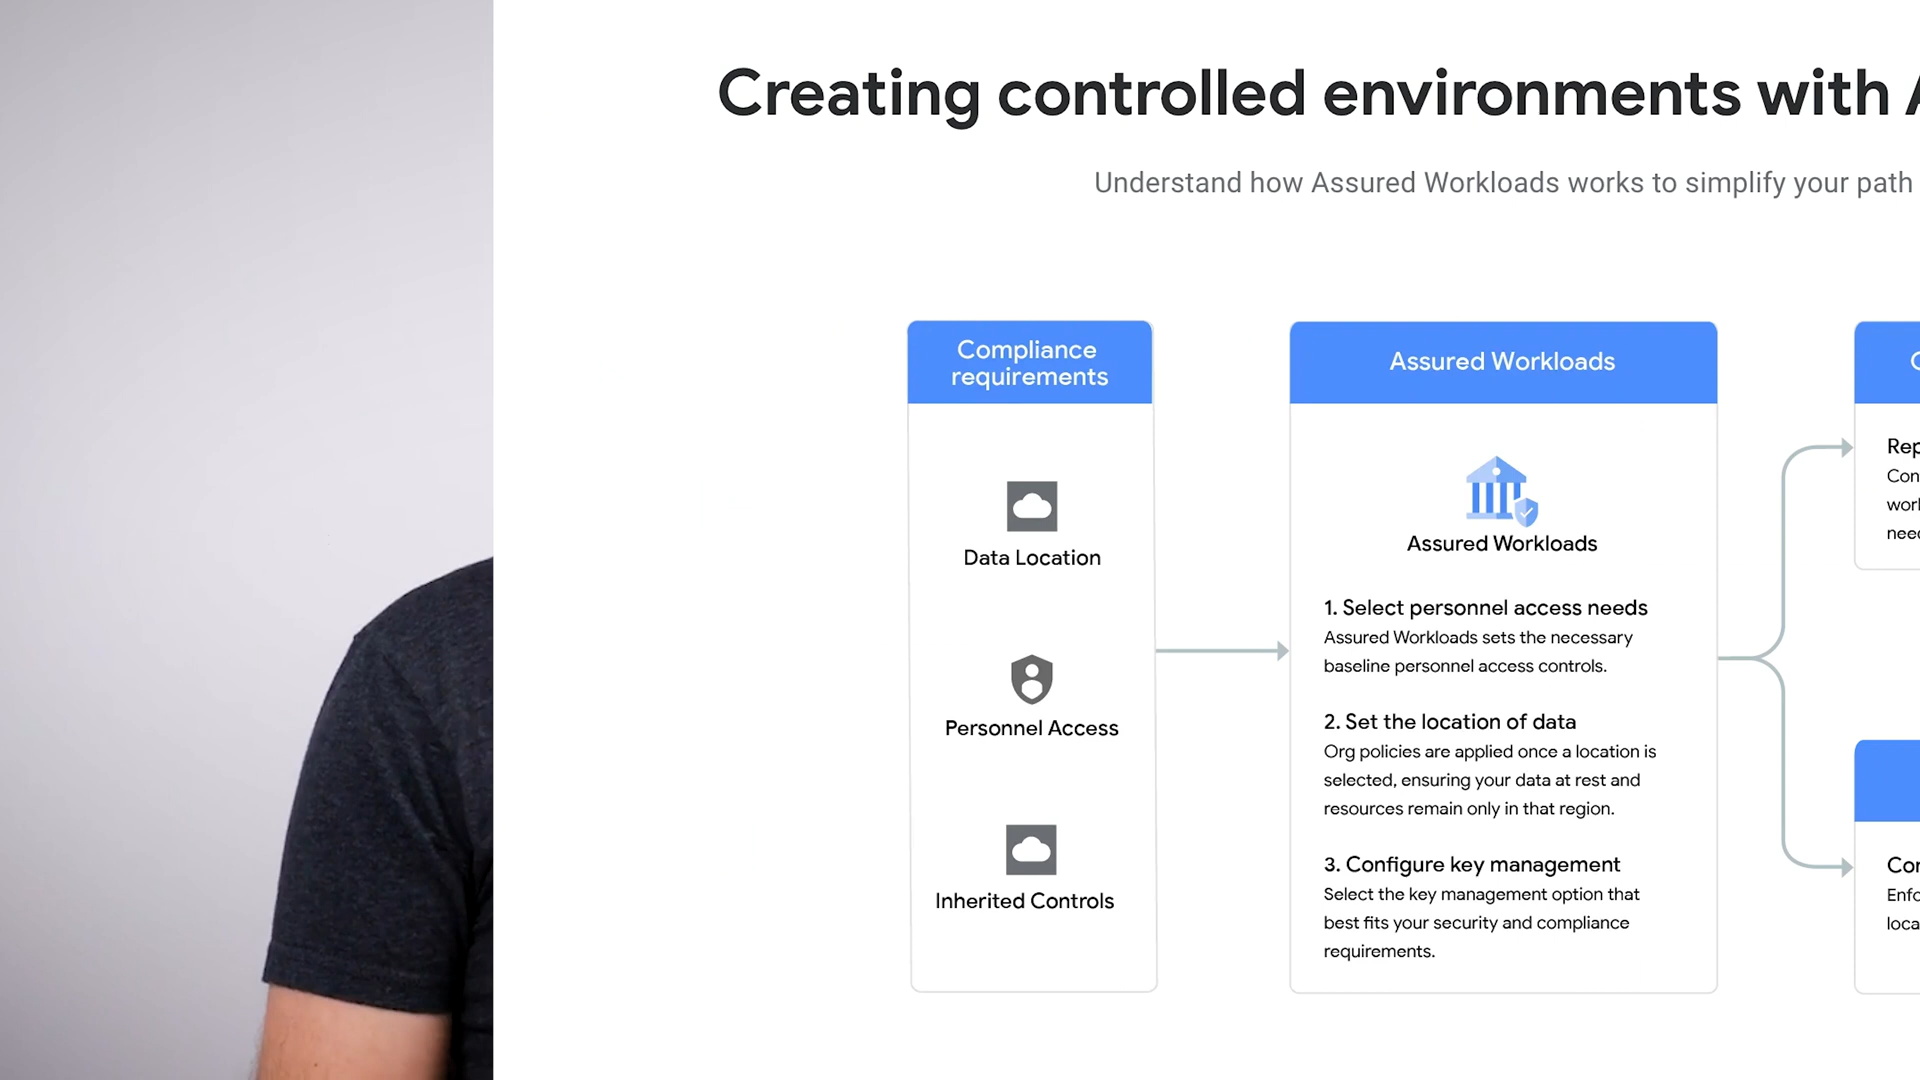 Creating controlled environments with
Understand how Assured Workloads works to simplify your path
Compliance
requirements
Data Location
Personnel Access
Inherited Controls
Assured Workloads
Assured Workloads
1. Select personnel access needs
Assured Workloads sets the necessary
baseline personnel access controls.
2. Set the location of data
Org policies are applied once a location is
selected, ensuring your data at rest and
resources remain only in that region.
3. Configure key management
Select the key management option that
best fits your security and compliance
requirements.